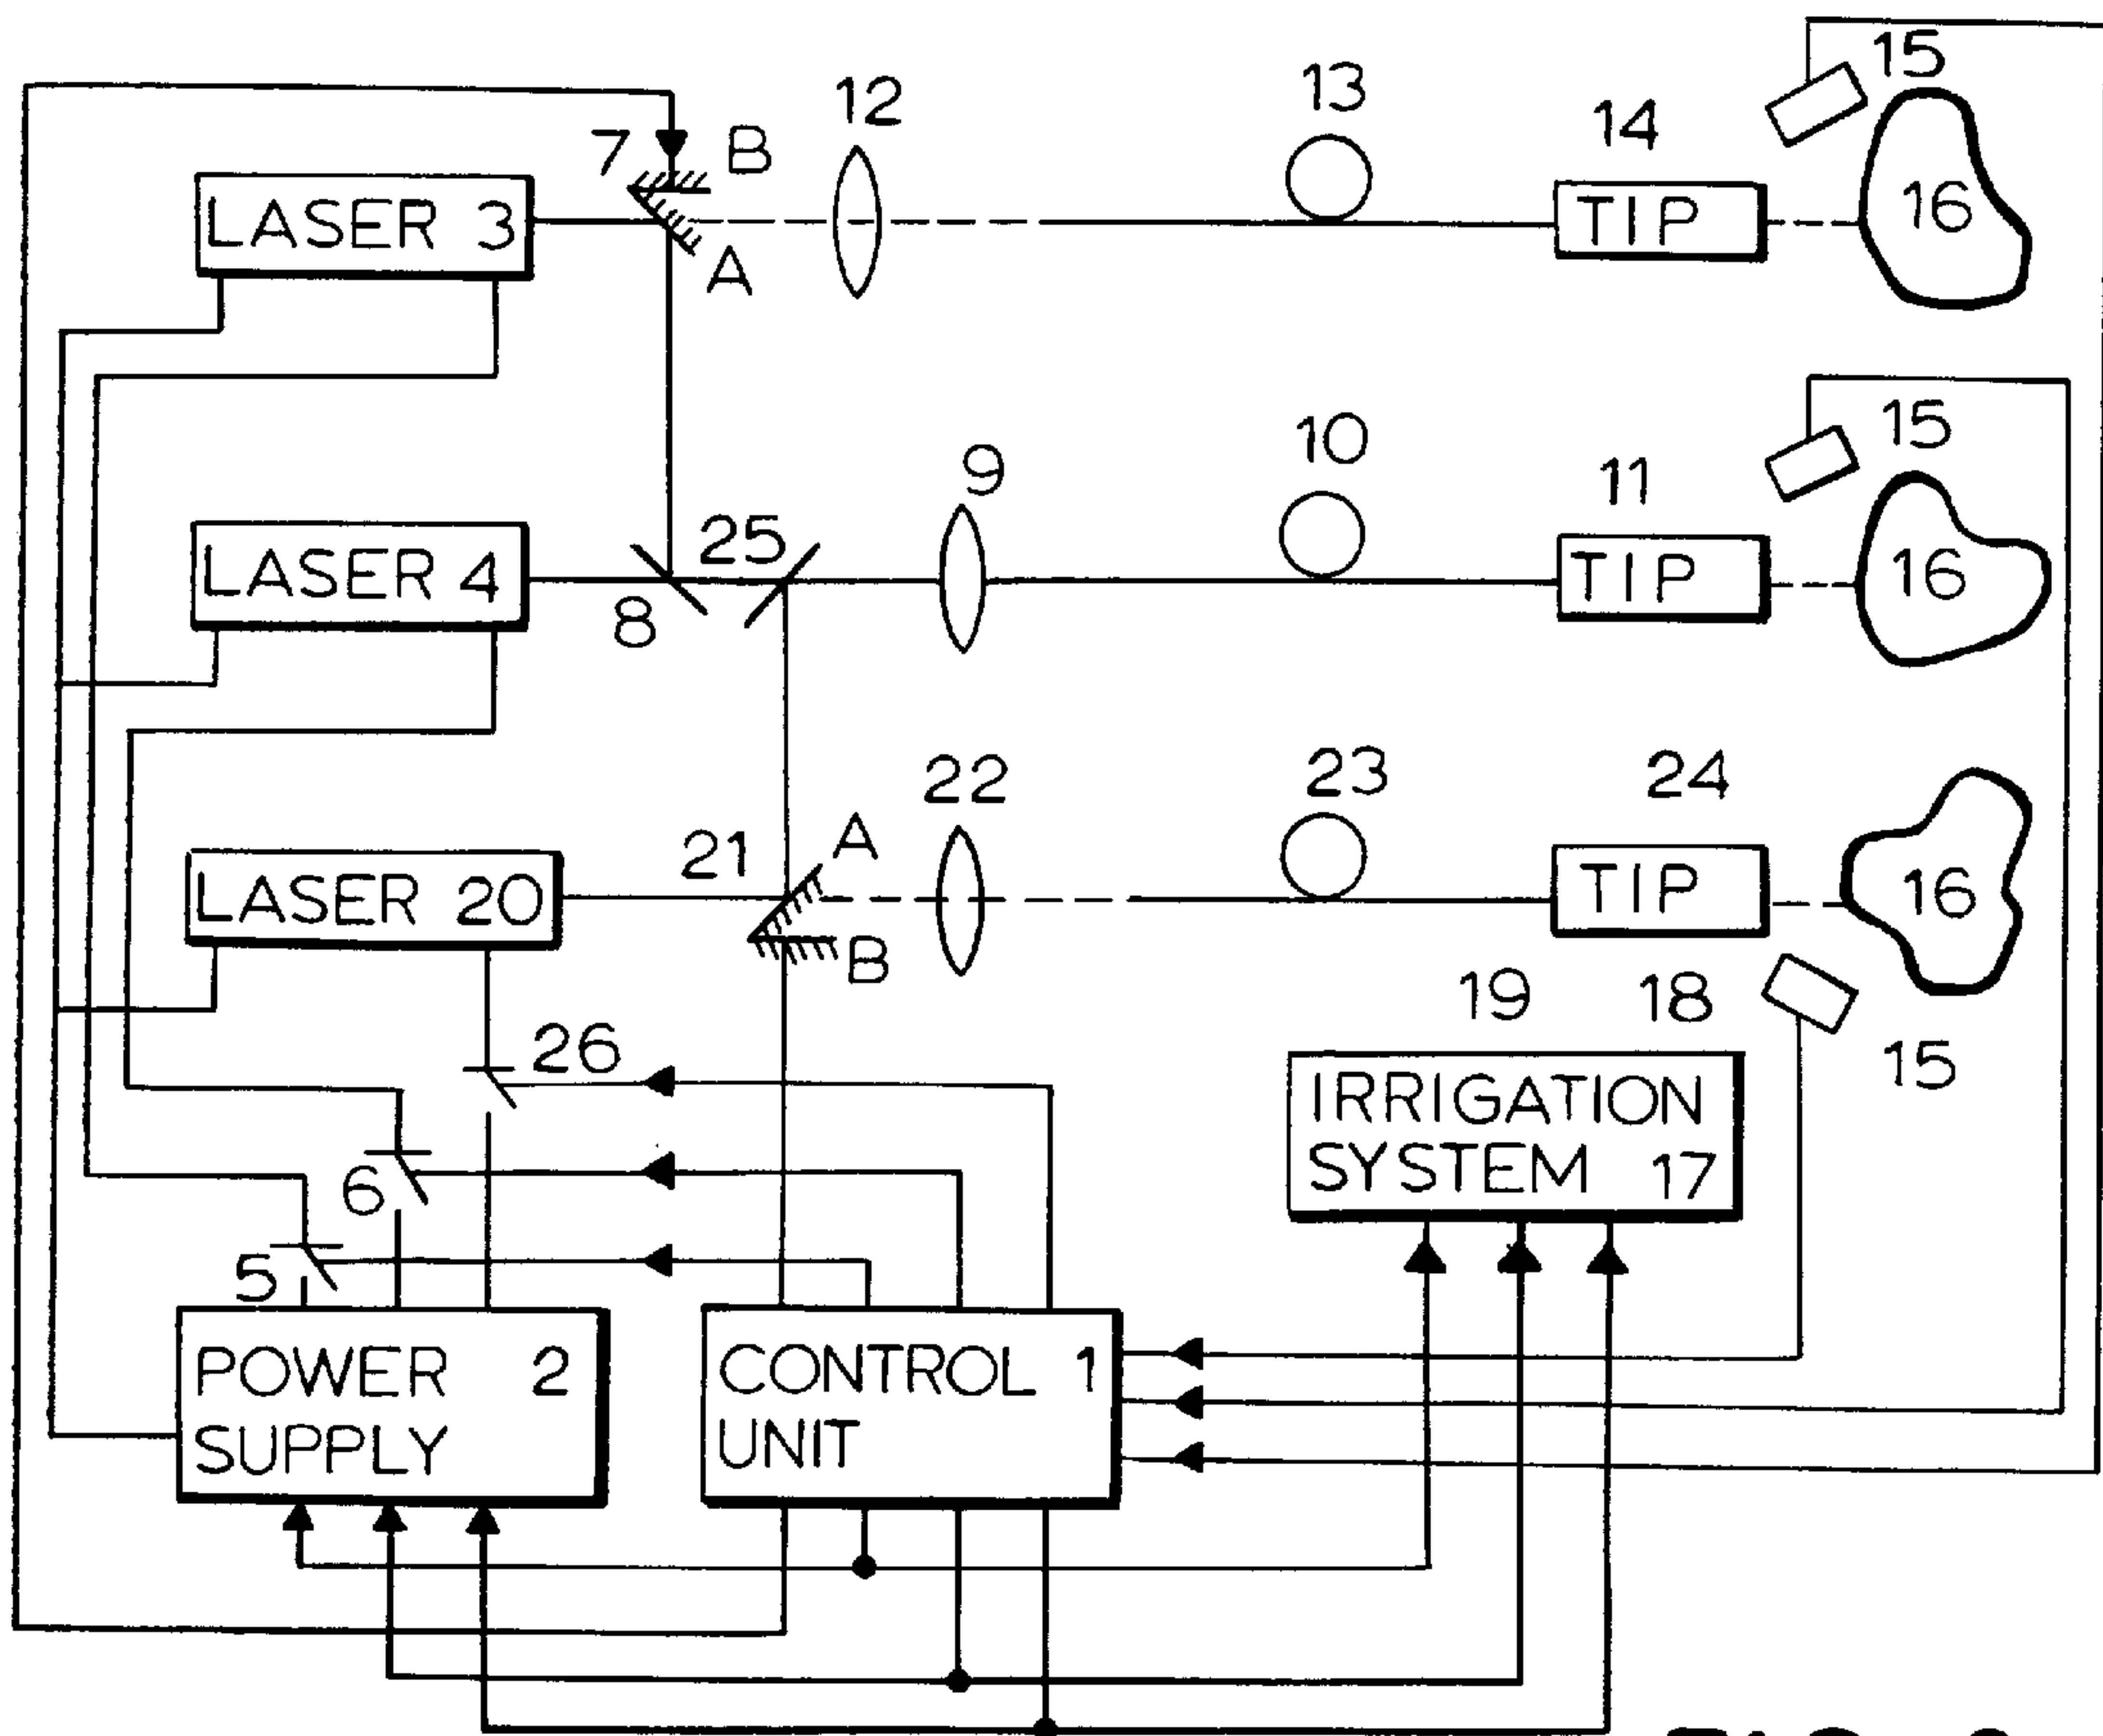 15
13
12
14
7
B
LASER 3
TIP
16
A
15
10
9
11
25
LASER 4
TIP
16
8
23
24
22
A
21
LASER 20
TIP
16
B
19
18
26
15
IRRIGATION
SYSTEM 17
6
5
POWER 2
SUPPLY
CONTROL 1
UNIT